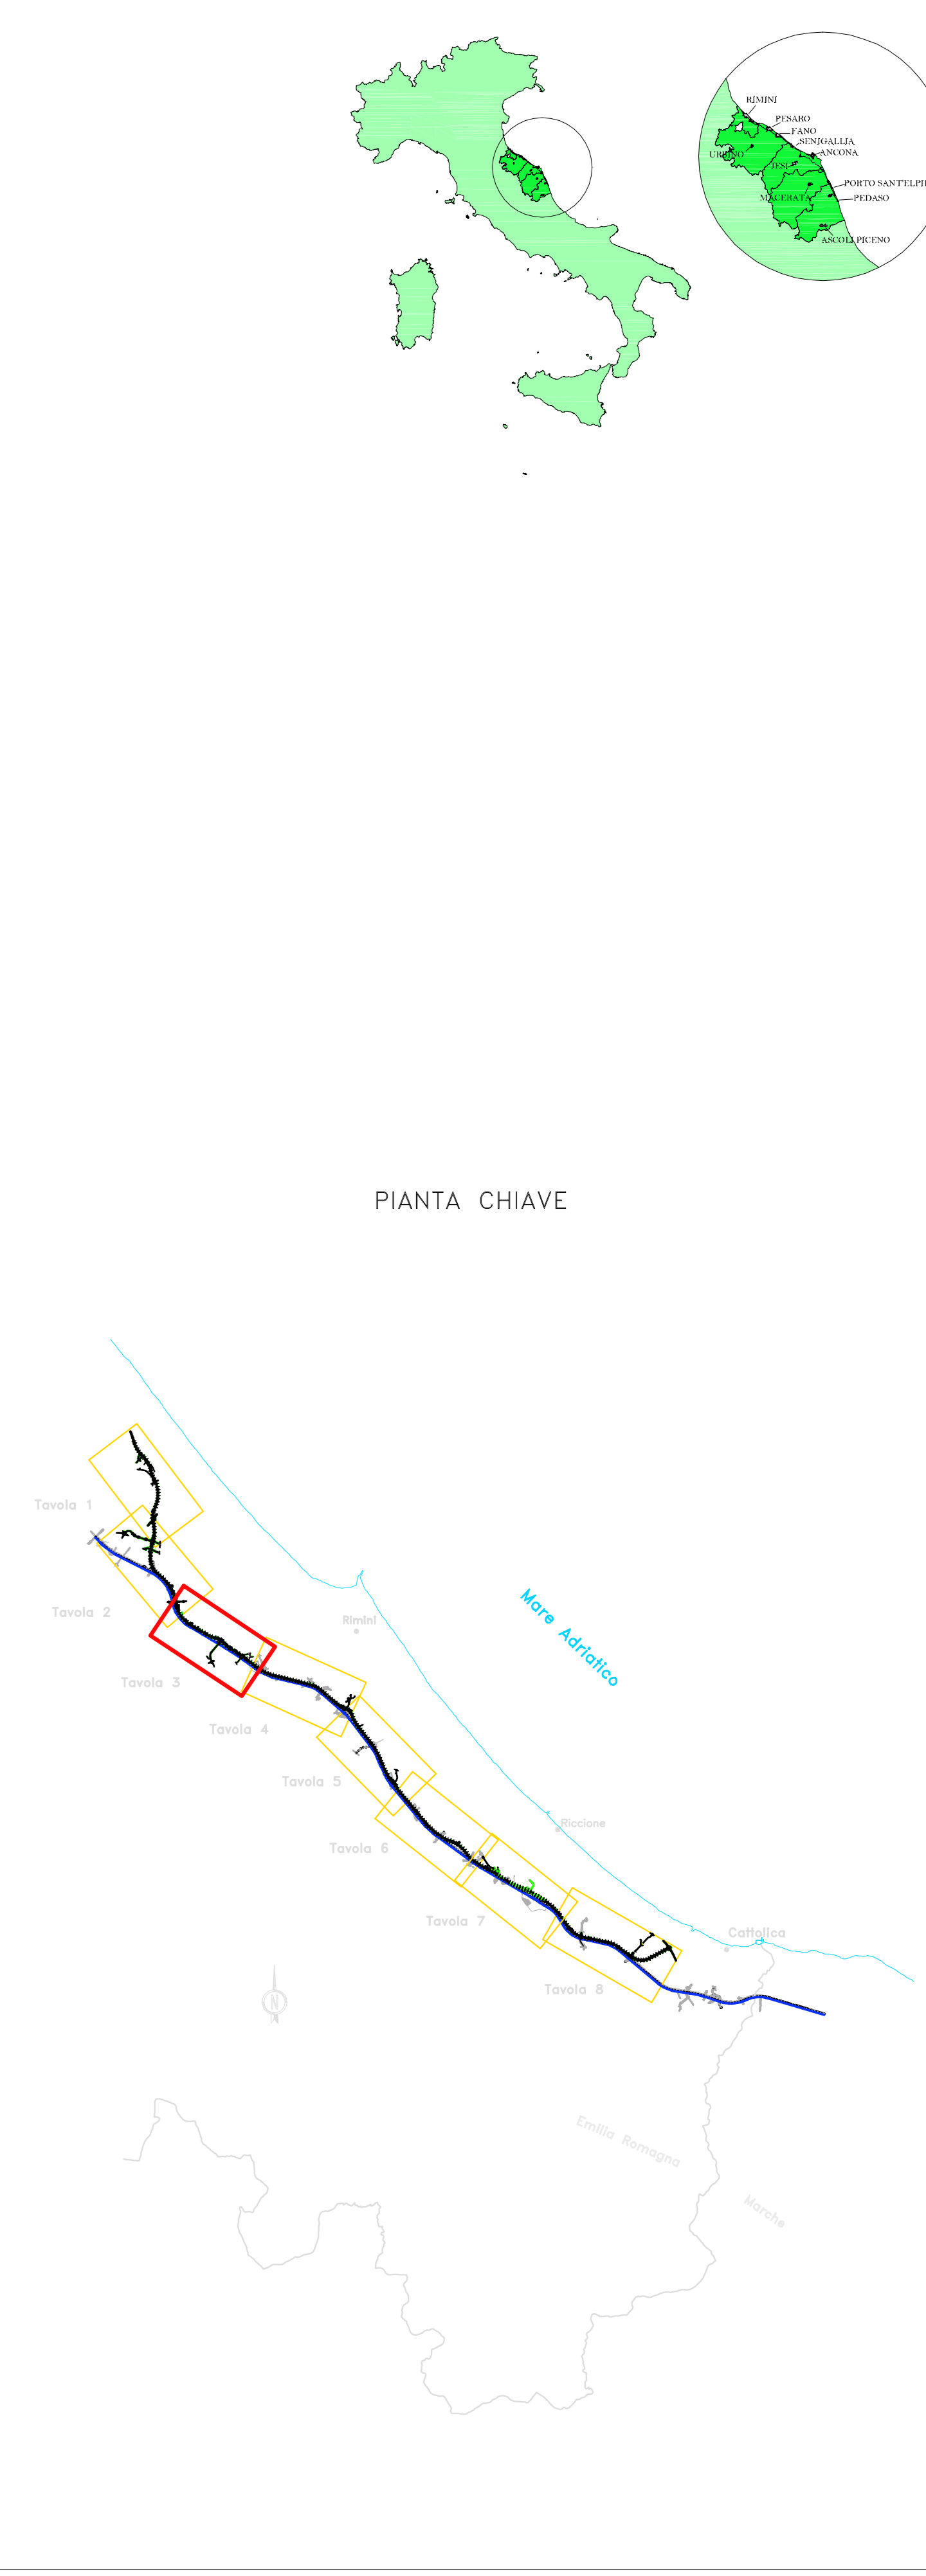 RIMINI
PESARO
FANO
SENIGALLIA
ANCONA
URBINO
JESI
PORTO SANT'ELPI
MACERATA
PEDASO
ASCOLI PICENO
PIANTA CHIAVE
Tavola 1
Mare Adriatico
Tavola 2
Rimini
Tavola 3
Tavola 4
Tavola 5
Riccione
Tavola 6
Tavola 7
Cattolica
Tavola 8
N
Emilia Romagna
Marche